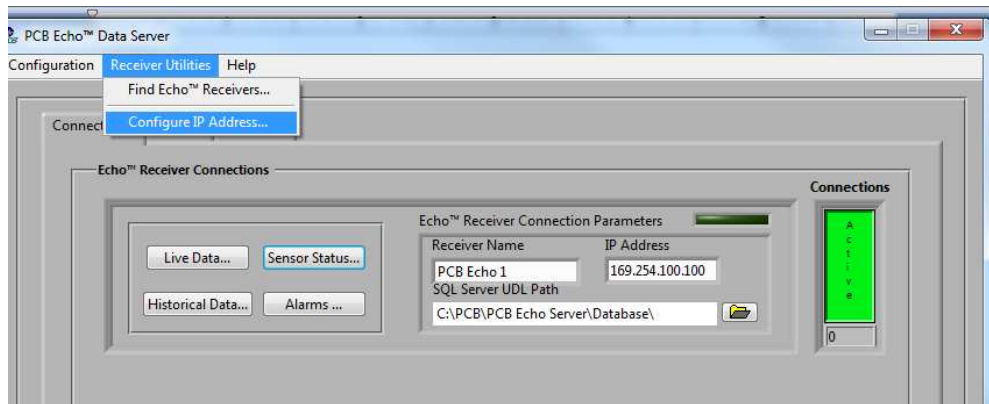 PCB Echo™ Data Server
Configuration Receiver Utilities Help
Find Echo™ Receivers...
Configure IP Address...
Connect
Echo™ Receiver Connections
Connections
Echo™ Receiver Connection Parameters
Receiver Name IP Address
PCB Echo 1 169.254.100.100
SQL Server UDL Path
C:\PCB\PCB Echo Server\Database\
Live Data... Sensor Status...
Historical Data... Alarms ...
Active
0